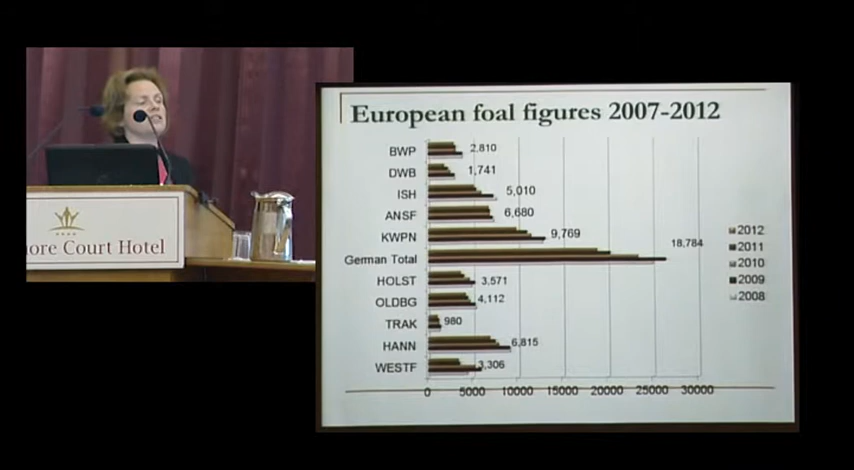 ore Court Hotel
European foal figures 2007-2012
BWP 2,810
DWB 1,741
ISH 5,010
ANSF 6,680
KWPN 9,769
German Total 18,784
HOLST 3,571
OLDBG 4,112
TRAK 980
HANN 6,815
WESTF 3,306
0 5000 10000 15000 20000 25000 30000
2012
2011
2010
2009
2008